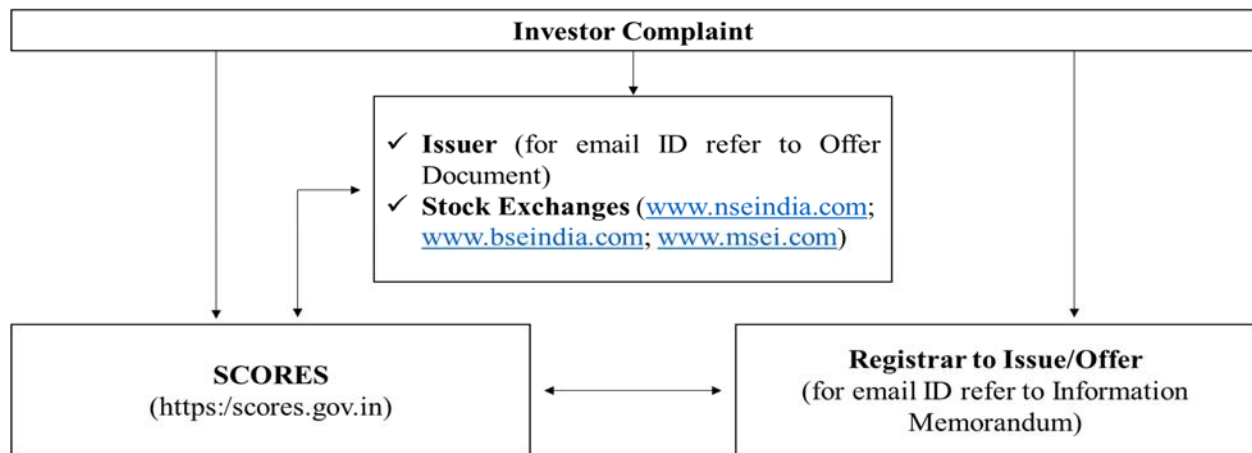 Investor Complaint
✓ Issuer (for email ID refer to Offer
Document)
✓ Stock Exchanges (www.nseindia.com;
www.bseindia.com; www.msei.com)
SCORES
(https:/scores.gov.in)
Registrar to Issue/Offer
(for email ID refer to Information
Memorandum)